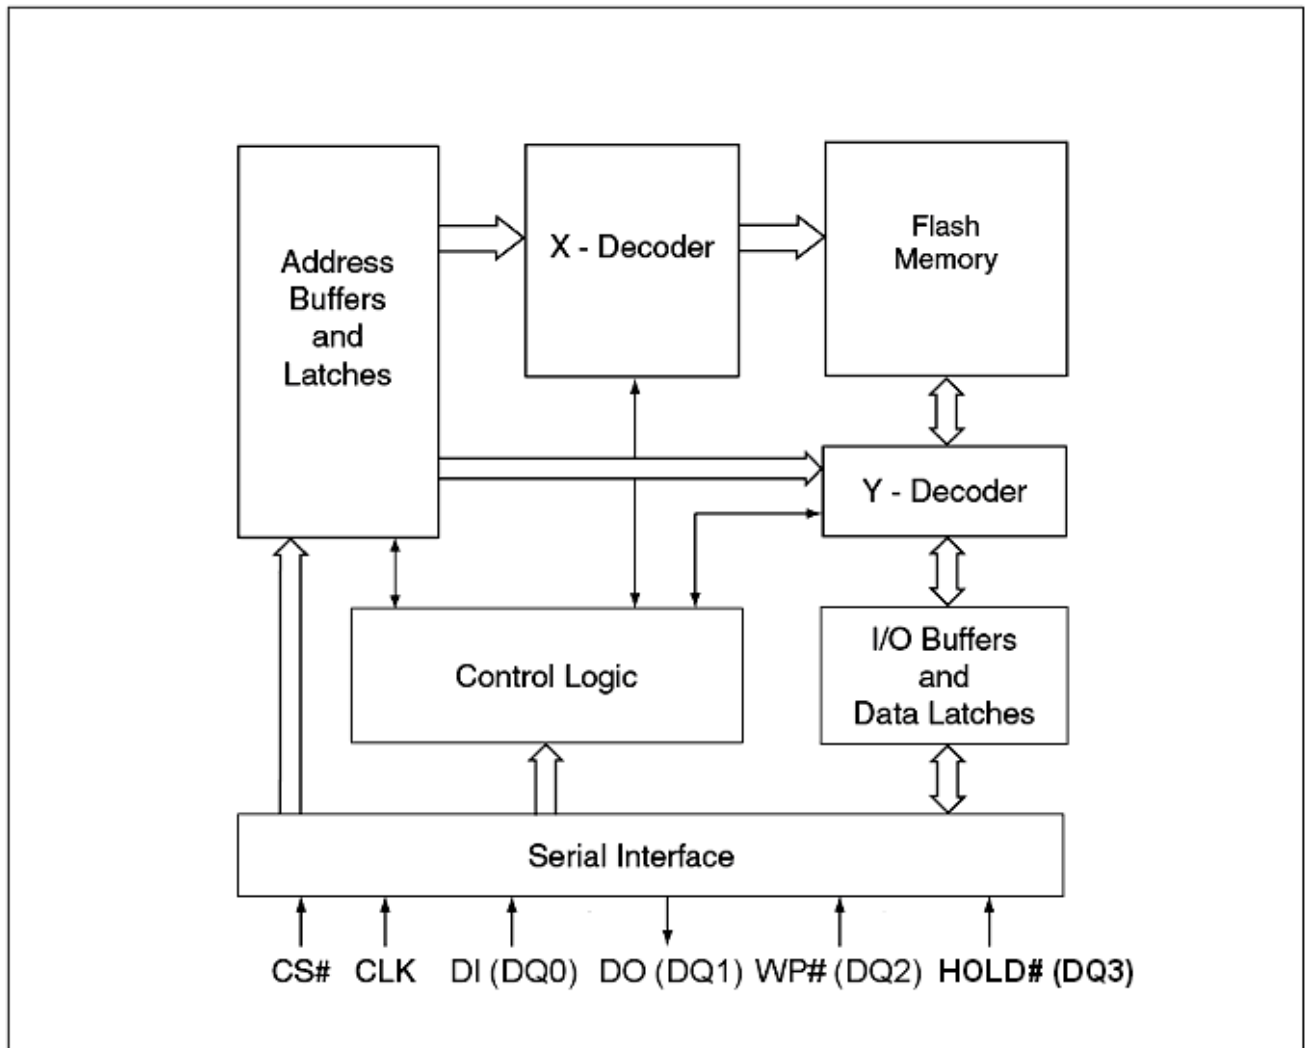 Address
Buffers
and
Latches
X - Decoder
Flash
Memory
Y - Decoder
Control Logic
I/O Buffers
and
Data Latches
Serial Interface
CS# CLK DI (DQ0) DO (DQ1) WP# (DQ2) HOLD# (DQ3)